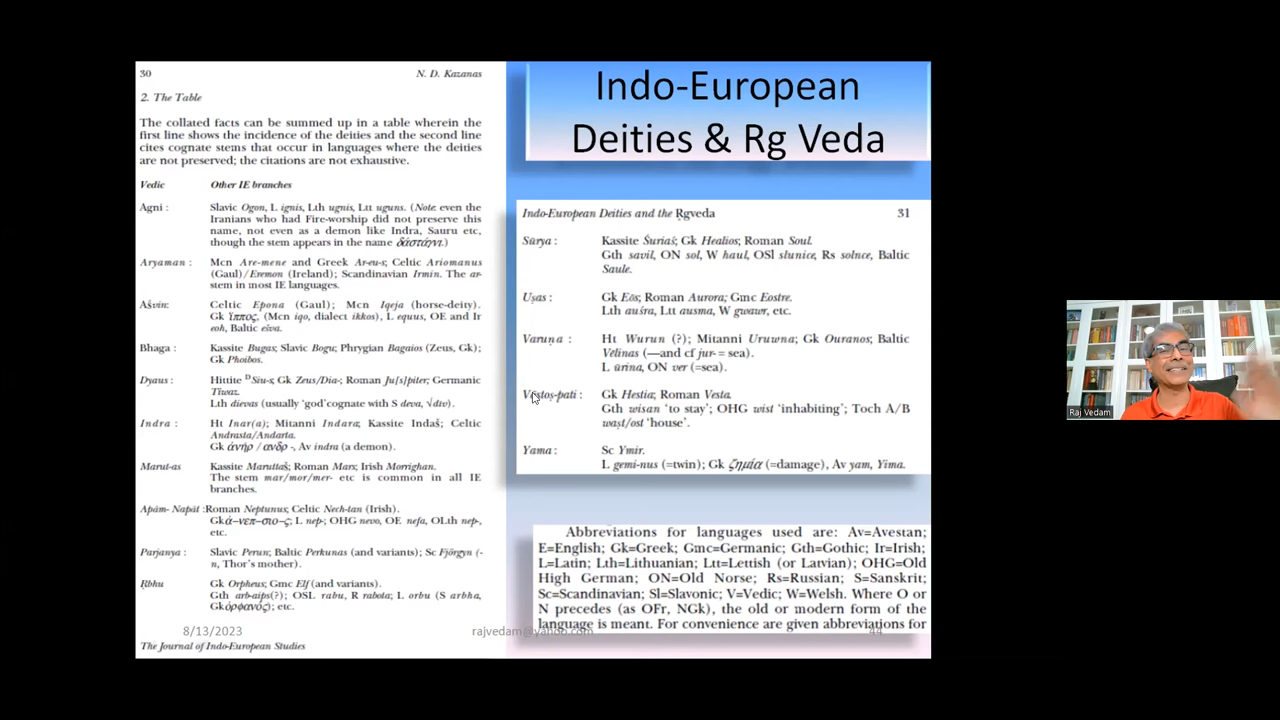 30 N. D. Kazanas
2. The Table
The collated facts can be summed up in a table wherein the
first line shows the incidence of the deities and the second line
cites cognate stems that occur in languages where the deities
are not preserved; the citations are not exhaustive.
Vedic Other IE branches
Agni : Slavic Ogon, L ignis, Lth ugnis, Ltt uguns. (Note: even the
Iranians who had Fire-worship did not preserve this
name, not even as a demon like Indra, Sauru etc,
though the stem appears in the name δάσταγνι.)
Aryaman : Mcn Are-mene and Greek Ar-eu-s; Celtic Ariomanus
(Gaul)/Eremon (Ireland); Scandinavian Irmin. The ar-
stem in most IE languages.
Aśvin: Celtic Epona (Gaul); Mcn Iqeja (horse-deity).
Gk ἵππος, (Mcn iqo, dialect ikkos), L equus, OE and Ir
eoh, Baltic eiva.
Bhaga : Kassite Bugas; Slavic Bogu; Phrygian Bagaios (Zeus, Gk);
Gk Phoibos.
Dyaus : Hittite DSiu-s, Gk Zeus/Dia-; Roman Ju[s]piter; Germanic
Tiwaz.
Lth dievas (usually ‘god’cognate with S deva, √div).
Indra : Ht Inar(a); Mitanni Indara; Kassite Indaš; Celtic
Andrasta/Andarta.
Gk ἀνήρ / ανδρ -, Av indra (a demon).
Marut-as Kassite Maruttaš; Roman Mars; Irish Morrighan.
The stem mar/mor/mer- etc is common in all IE
branches.
Apām- Napāt :Roman Neptunus; Celtic Nech-tan (Irish).
Gkἀ–νεπ–σιο–ς; L nep-; OHG nevo, OE nefa, OLth nep-,
etc.
Parjanya : Slavic Perun; Baltic Perkunas (and variants); Sc Fjörgyn (-
n, Thor’s mother).
Ṛbhu Gk Orpheus; Gmc Elf (and variants).
Gth arb-aips(?); OSL rabu, R rabota; L orbu (S arbha,
Gkὀρφανός); etc.
The Journal of Indo-European Studies
Indo-European
Deities & Rg Veda
Indo-European Deities and the Ṛgveda 31
Sūrya : Kassite Šuriaš; Gk Healios; Roman Soul.
Gth savil, ON sol, W haul, OSl slunice, Rs solnce, Baltic
Saule.
Uṣas : Gk Eōs; Roman Aurora; Gmc Eostre.
Lth aušra, Ltt ausma, W gwawr, etc.
Varuṇa : Ht Wurun (?); Mitanni Uruwna; Gk Ouranos; Baltic
Vēlinas (—and cf jur- = sea).
L ūrina, ON ver (=sea).
Vāstoṣ-pati : Gk Hestia; Roman Vesta.
Gth wisan ‘to stay’; OHG wist ‘inhabiting’; Toch A/B
waṣt/ost ‘house’.
Yama : Sc Ymir.
L gemi-nus (=twin); Gk ζημία (=damage), Av yam, Yima.
Abbreviations for languages used are: Av=Avestan;
E=English; Gk=Greek; Gmc=Germanic; Gth=Gothic; Ir=Irish;
L=Latin; Lth=Lithuanian; Ltt=Lettish (or Latvian); OHG=Old
High German; ON=Old Norse; Rs=Russian; S=Sanskrit;
Sc=Scandinavian; Sl=Slavonic; V=Vedic; W=Welsh. Where O or
N precedes (as OFr, NGk), the old or modern form of the
language is meant. For convenience are given abbreviations for
8/13/2023 rajvedam@yahoo.com 44
Raj Vedam